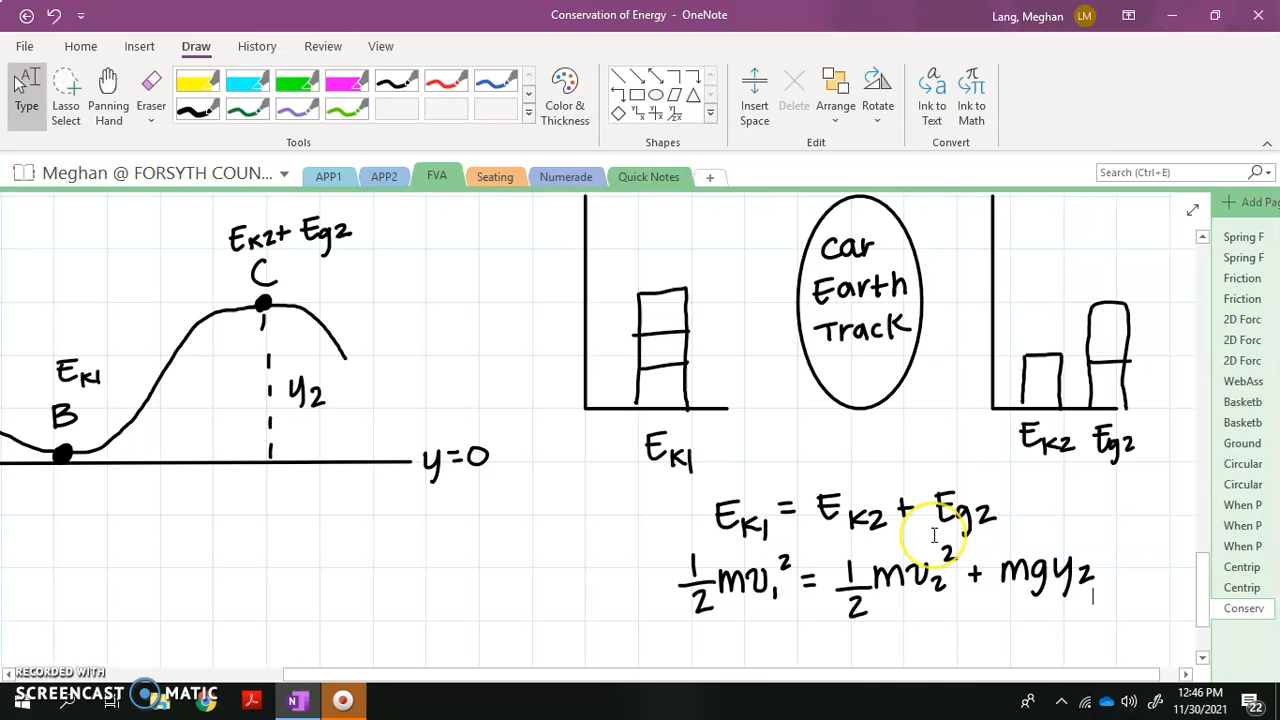 Conservation of Energy - OneNote
Lang, Meghan
LM
File Home Insert Draw History Review View
Type
Lasso Select
Panning Hand
Eraser
Color & Thickness
Insert Space
Delete
Arrange
Rotate
Ink to Text
Ink to Math
Tools
Shapes
Edit
Convert
Meghan @ FORSYTH COUN...
APP1
APP2
FVA
Seating
Numerade
Quick Notes
+
Search (Ctrl+E)
+ Add Pag
Spring F
Spring F
Friction
Friction
2D Forc
2D Forc
2D Forc
WebAss
Basketb
Basketb
Ground
Circular
Circular
When P
When P
When P
Centrip
Centrip
Conserv
EK2 + Eg2
C
EK1
B
y2
y=0
EK1
Car
Earth
Track
EK2 Eg2
EK1 = EK2 + Eg2
1/2 mv₁² = 1/2 mv₂² + mgy₂
RECORDED WITH
SCREENCAST MATIC
12:46 PM
11/30/2021
22